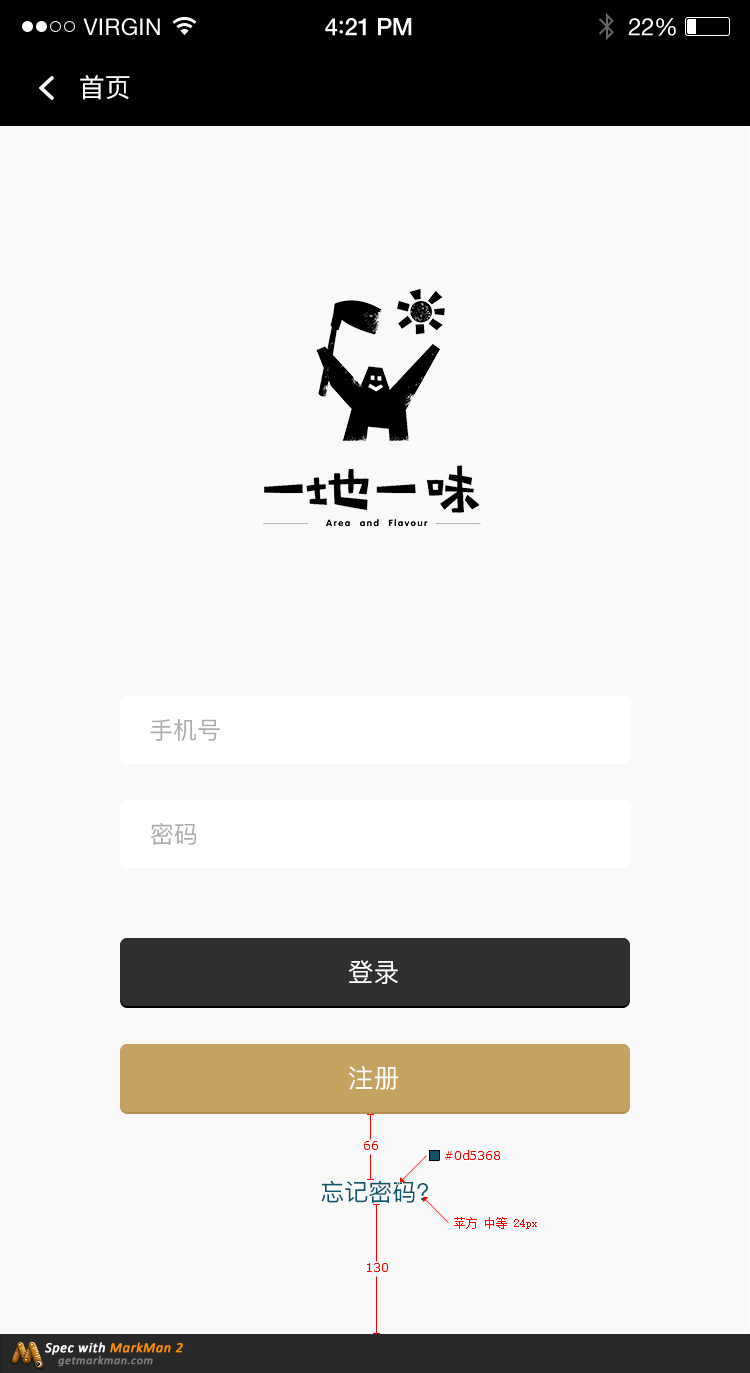 VIRGIN 4:21 PM 22%
首页
一地一味
Area and Flavour
手机号
密码
登录
注册
66
#0d5368
忘记密码?
苹方 中等 24px
130
Spec with MarkMan 2
getmarkman.com